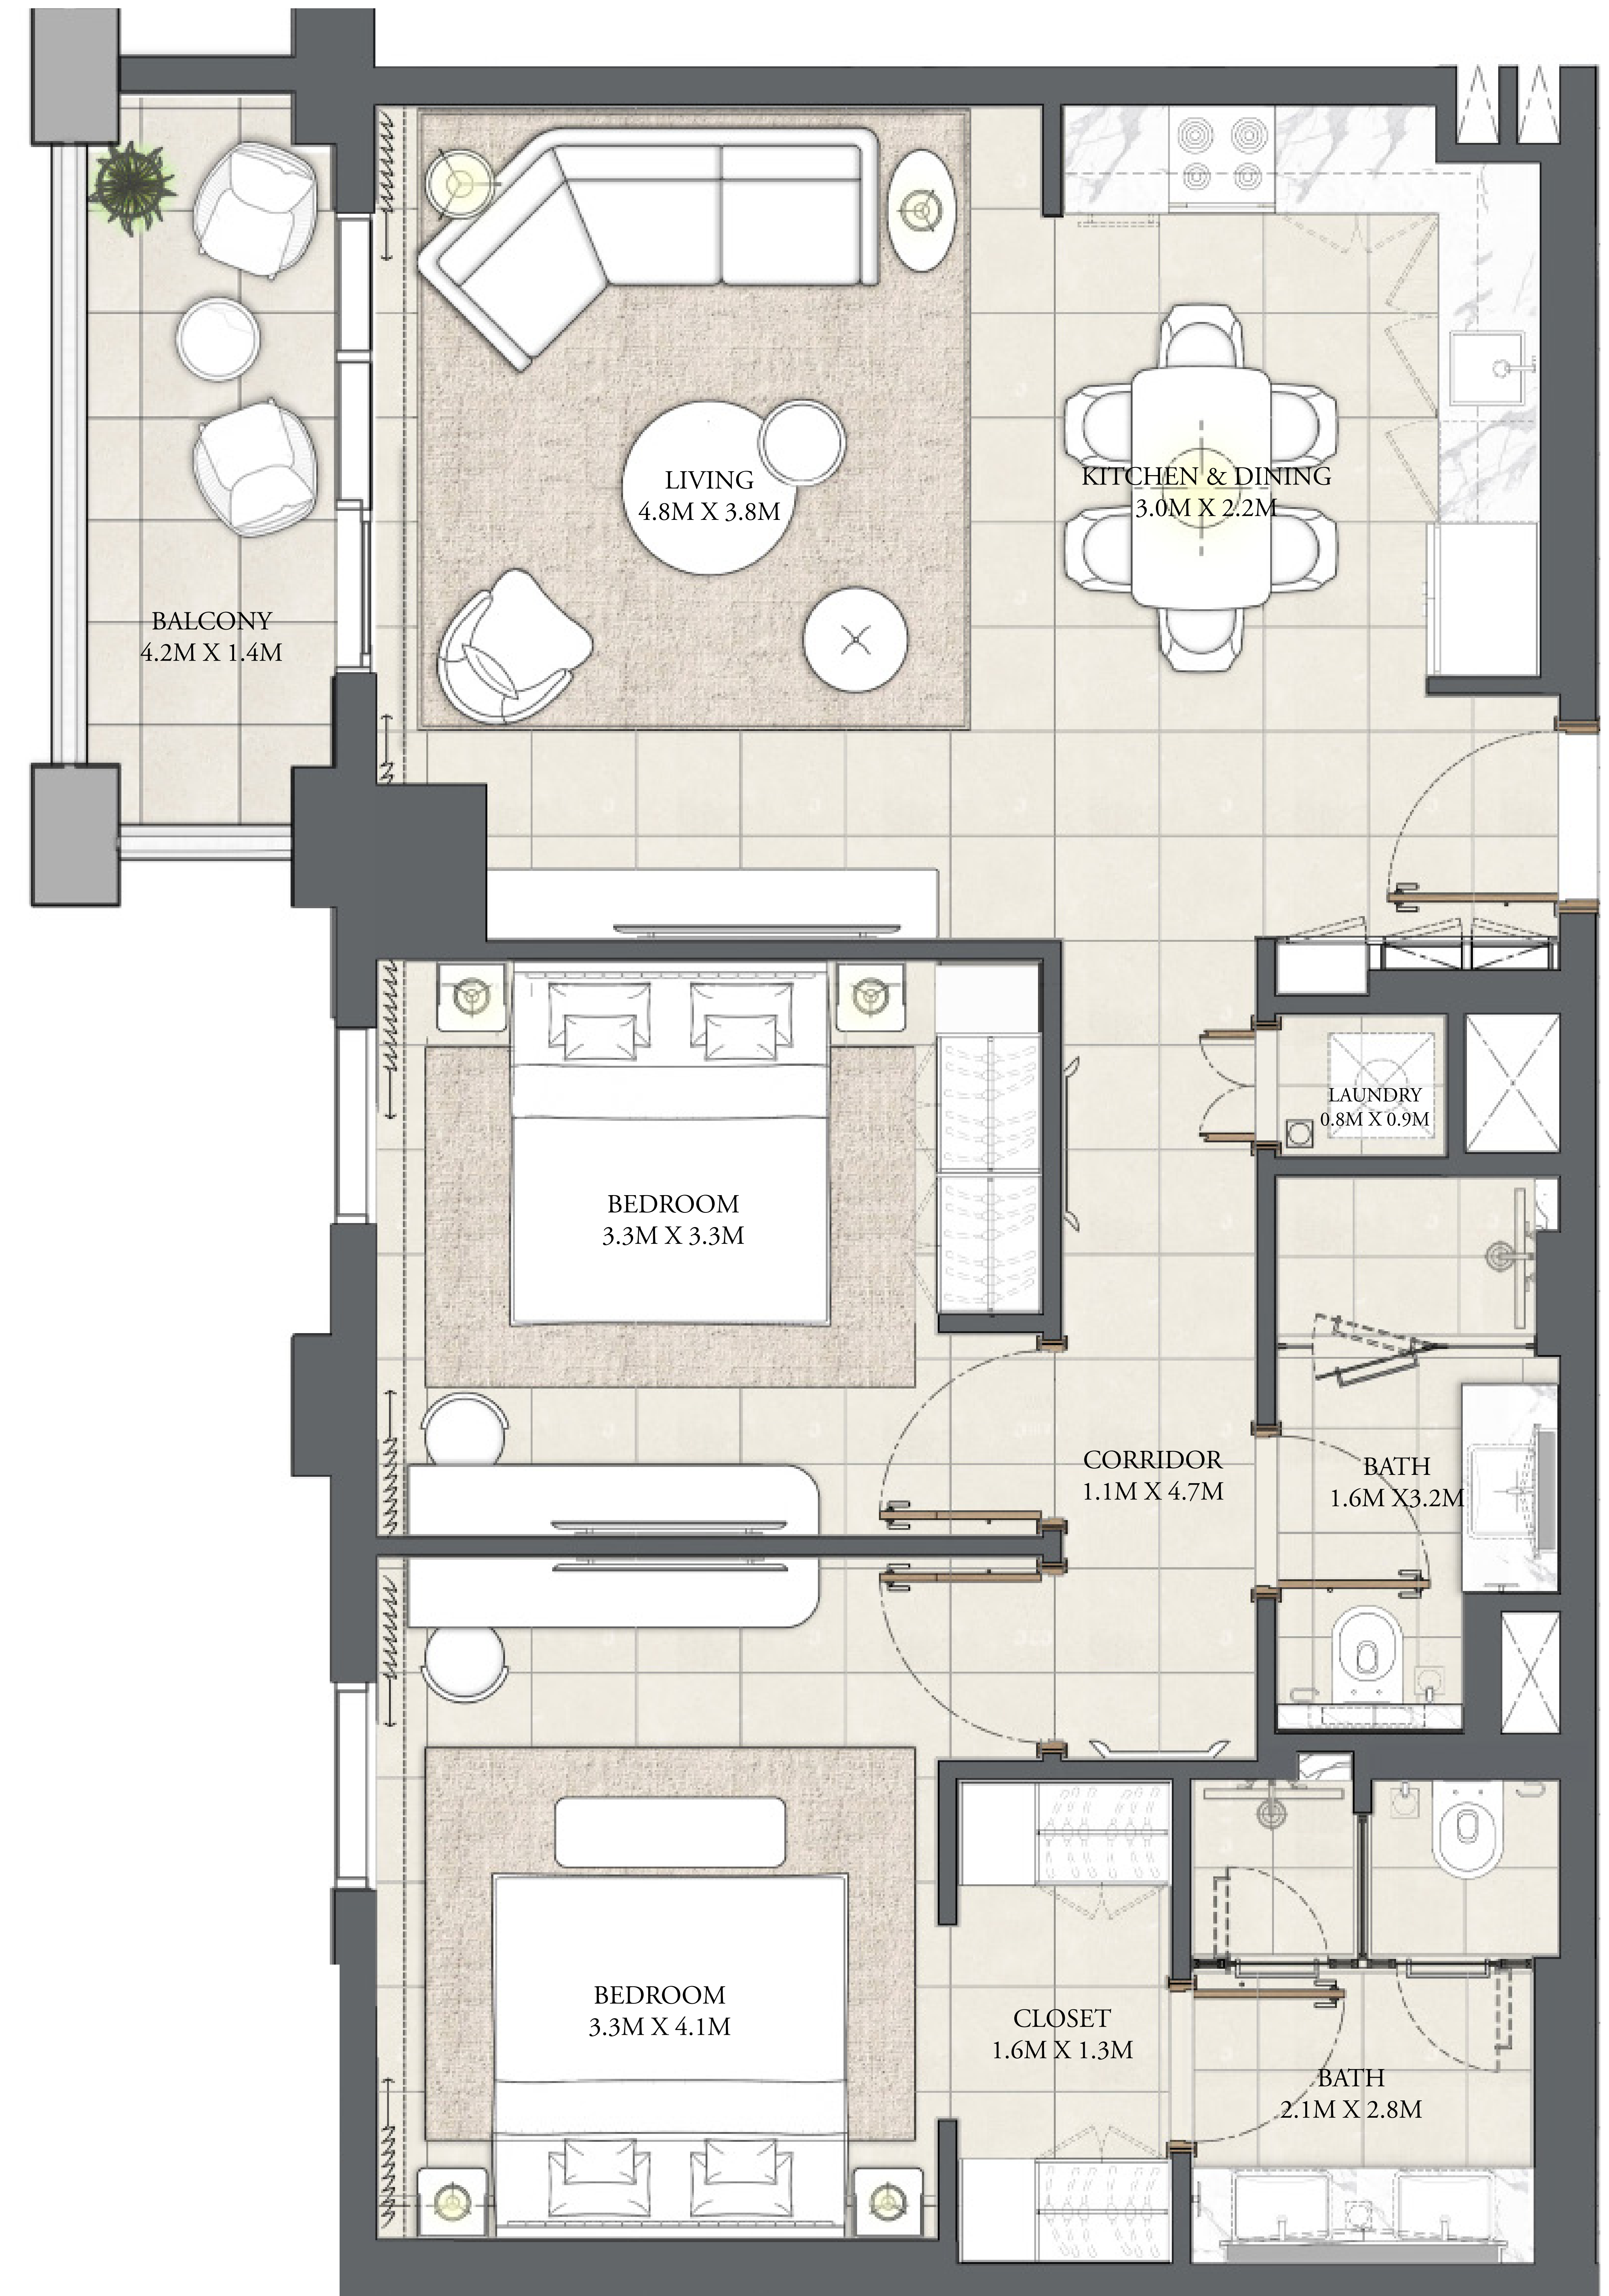 LIVING
4.8M X 3.8M
KITCHEN & DINING
3.0M X 2.2M
BALCONY
4.2M X 1.4M
LAUNDRY
0.8M X 0.9M
BEDROOM
3.3M X 3.3M
CORRIDOR
1.1M X 4.7M
BATH
1.6M X3.2M
BEDROOM
3.3M X 4.1M
CLOSET
1.6M X 1.3M
BATH
2.1M X 2.8M